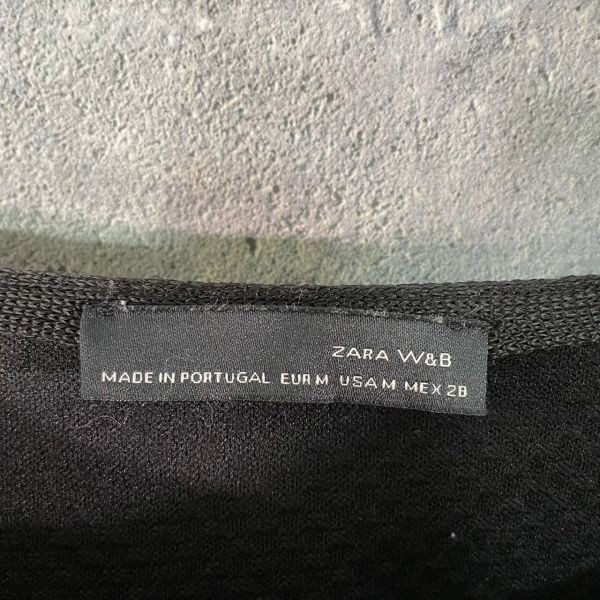 ZARA W&B
MADE IN PORTUGAL EUR M USA M MEX 28